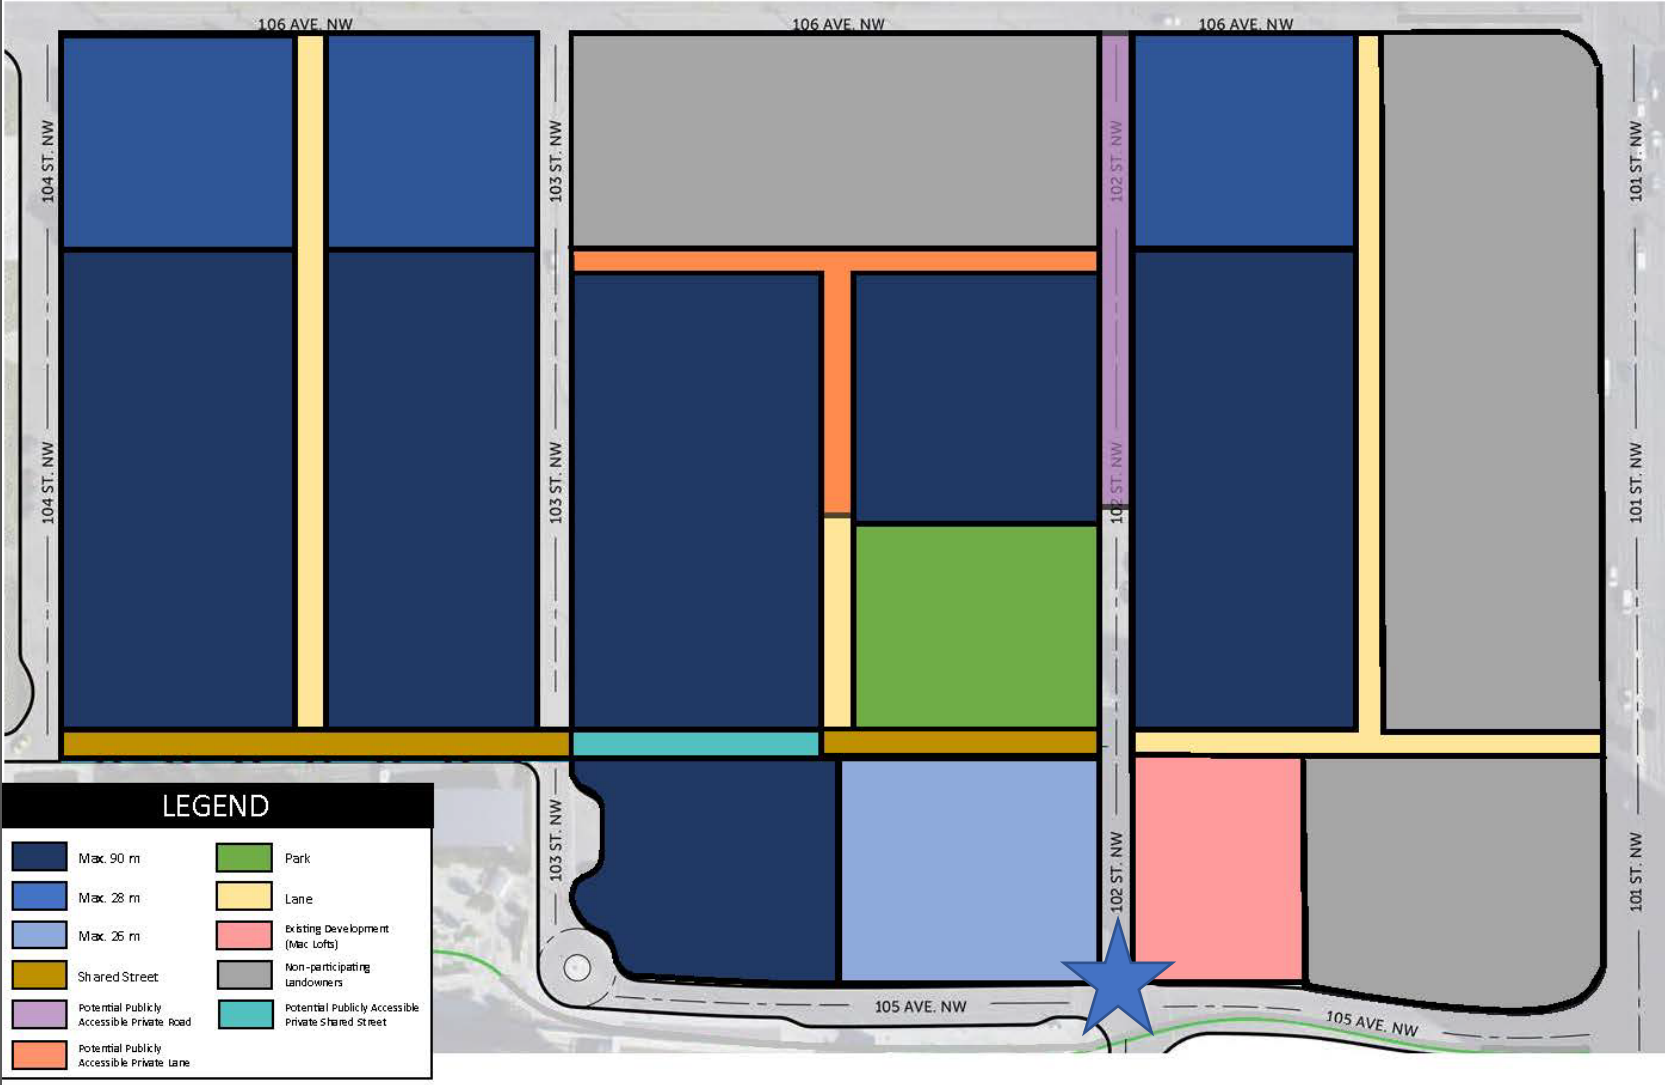 106 AVE. NW
106 AVE. NW
106 AVE. NW
104 ST. NW
103 ST. NW
102 ST. NW
101 ST. NW
104 ST. NW
103 ST. NW
102 ST. NW
101 ST. NW
103 ST. NW
102 ST. NW
101 ST. NW
105 AVE. NW
105 AVE. NW
LEGEND
Max. 90 m
Max. 28 m
Max. 26 m
Shared Street
Potential Publicly
Accessible Private Road
Potential Publicly
Accessible Private Lane
Park
Lane
Existing Development
(Mac Lofts)
Non-participating
Landowners
Potential Publicly Accessible
Private Shared Street